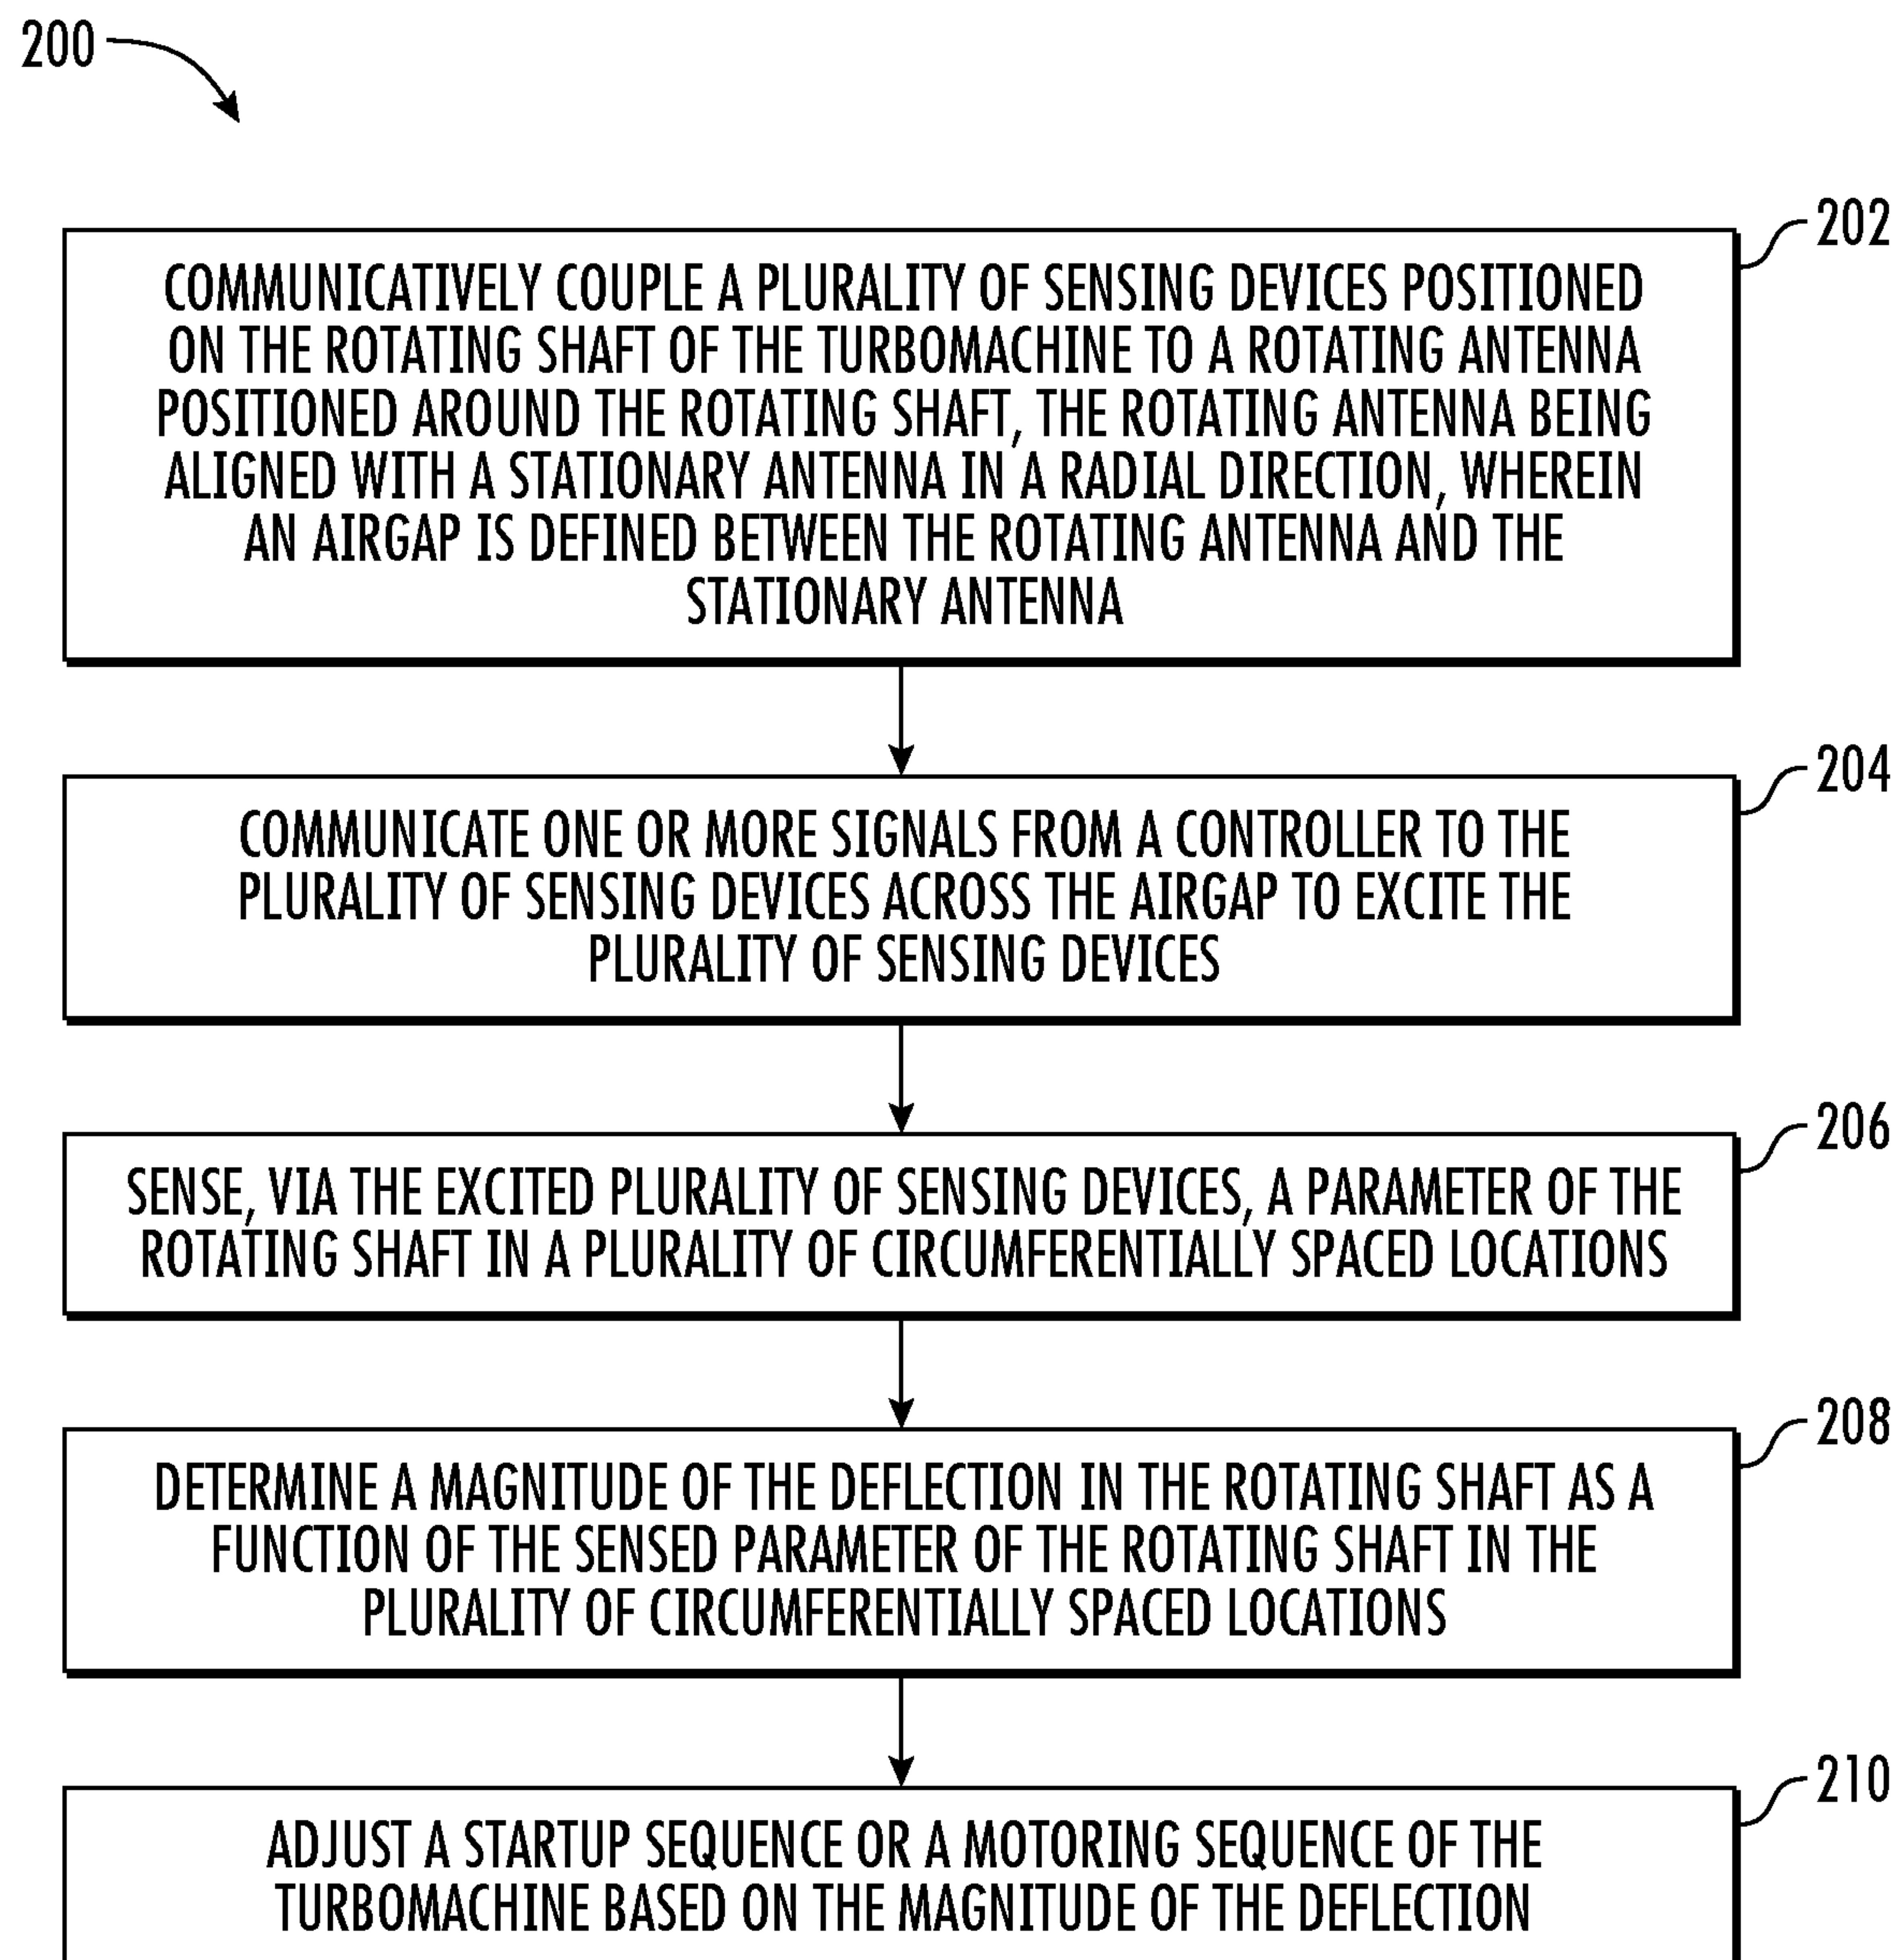 200
202
COMMUNICATIVELY COUPLE A PLURALITY OF SENSING DEVICES POSITIONED
ON THE ROTATING SHAFT OF THE TURBOMACHINE TO A ROTATING ANTENNA
POSITIONED AROUND THE ROTATING SHAFT, THE ROTATING ANTENNA BEING
ALIGNED WITH A STATIONARY ANTENNA IN A RADIAL DIRECTION, WHEREIN
AN AIRGAP IS DEFINED BETWEEN THE ROTATING ANTENNA AND THE
STATIONARY ANTENNA
204
COMMUNICATE ONE OR MORE SIGNALS FROM A CONTROLLER TO THE
PLURALITY OF SENSING DEVICES ACROSS THE AIRGAP TO EXCITE THE
PLURALITY OF SENSING DEVICES
206
SENSE, VIA THE EXCITED PLURALITY OF SENSING DEVICES, A PARAMETER OF THE
ROTATING SHAFT IN A PLURALITY OF CIRCUMFERENTIALLY SPACED LOCATIONS
208
DETERMINE A MAGNITUDE OF THE DEFLECTION IN THE ROTATING SHAFT AS A
FUNCTION OF THE SENSED PARAMETER OF THE ROTATING SHAFT IN THE
PLURALITY OF CIRCUMFERENTIALLY SPACED LOCATIONS
210
ADJUST A STARTUP SEQUENCE OR A MOTORING SEQUENCE OF THE
TURBOMACHINE BASED ON THE MAGNITUDE OF THE DEFLECTION